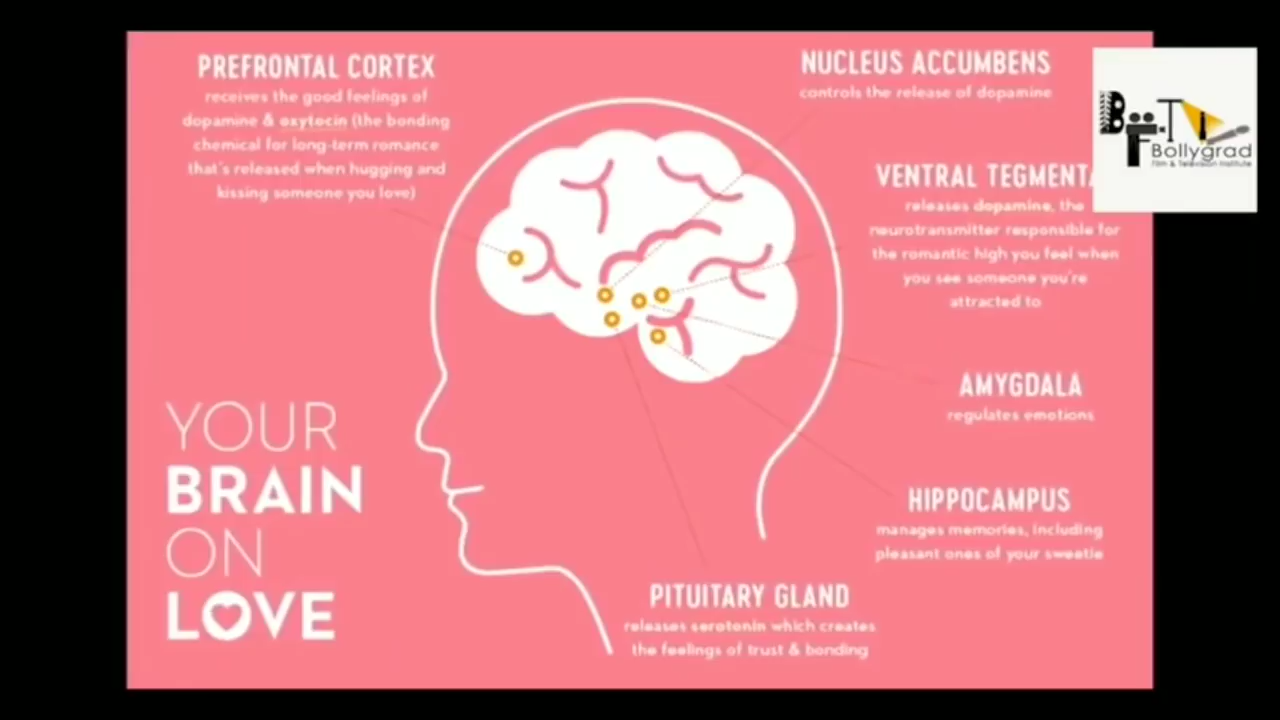 PREFRONTAL CORTEX
receives the good feelings of
dopamine & oxytocin (the bonding
chemical for long-term romance
that's released when hugging and
kissing someone you love)
NUCLEUS ACCUMBENS
controls the release of dopamine
VENTRAL TEGMENTA
releases dopamine, the
neurotransmitter responsible for
the romantic high you feel when
you see someone you're
attracted to
AMYGDALA
regulates emotions
HIPPOCAMPUS
manages memories, including
pleasant ones of your sweetie
PITUITARY GLAND
releases serotonin which creates
the feelings of trust & bonding
YOUR
BRAIN
ON
LOVE
BFTI
Bollygrad
Film & Television Institute